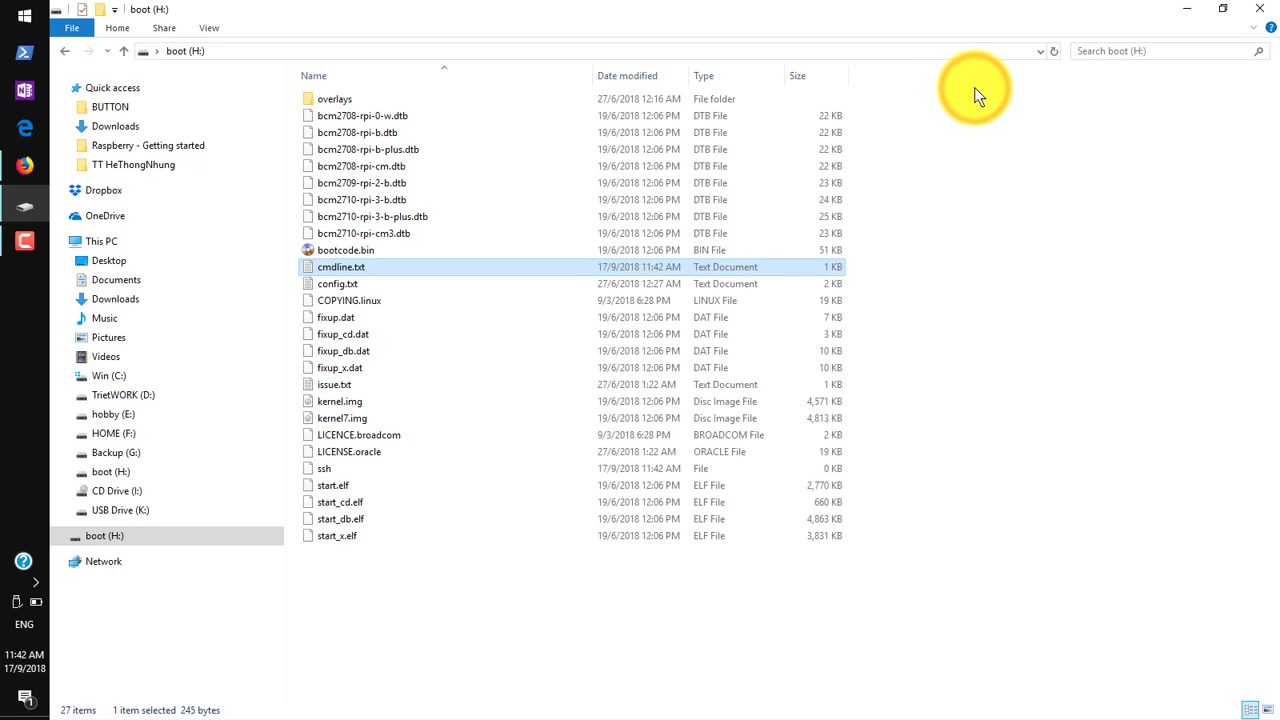 boot (H:)
File Home Share View
boot (H:)
Search boot (H:)
Name Date modified Type Size
Quick access
BUTTON
Downloads
Raspberry - Getting started
TT HeThongNhung
Dropbox
OneDrive
This PC
Desktop
Documents
Downloads
Music
Pictures
Videos
Win (C:)
TrietWORK (D:)
hobby (E:)
HOME (F:)
Backup (G:)
boot (H:)
CD Drive (I:)
USB Drive (K:)
boot (H:)
Network
overlays 27/6/2018 12:16 AM File folder
bcm2708-rpi-0-w.dtb 19/6/2018 12:06 PM DTB File 22 KB
bcm2708-rpi-b.dtb 19/6/2018 12:06 PM DTB File 22 KB
bcm2708-rpi-b-plus.dtb 19/6/2018 12:06 PM DTB File 22 KB
bcm2708-rpi-cm.dtb 19/6/2018 12:06 PM DTB File 22 KB
bcm2709-rpi-2-b.dtb 19/6/2018 12:06 PM DTB File 23 KB
bcm2710-rpi-3-b.dtb 19/6/2018 12:06 PM DTB File 24 KB
bcm2710-rpi-3-b-plus.dtb 19/6/2018 12:06 PM DTB File 25 KB
bcm2710-rpi-cm3.dtb 19/6/2018 12:06 PM DTB File 23 KB
bootcode.bin 19/6/2018 12:06 PM BIN File 51 KB
cmdline.txt 17/9/2018 11:42 AM Text Document 1 KB
config.txt 27/6/2018 12:27 AM Text Document 2 KB
COPYING.linux 9/3/2018 6:28 PM LINUX File 19 KB
fixup.dat 19/6/2018 12:06 PM DAT File 7 KB
fixup_cd.dat 19/6/2018 12:06 PM DAT File 3 KB
fixup_db.dat 19/6/2018 12:06 PM DAT File 10 KB
fixup_x.dat 19/6/2018 12:06 PM DAT File 10 KB
issue.txt 27/6/2018 1:22 AM Text Document 1 KB
kernel.img 19/6/2018 12:06 PM Disc Image File 4,571 KB
kernel7.img 19/6/2018 12:06 PM Disc Image File 4,813 KB
LICENCE.broadcom 9/3/2018 6:28 PM BROADCOM File 2 KB
LICENSE.oracle 27/6/2018 1:22 AM ORACLE File 19 KB
ssh 17/9/2018 11:42 AM File 0 KB
start.elf 19/6/2018 12:06 PM ELF File 2,770 KB
start_cd.elf 19/6/2018 12:06 PM ELF File 660 KB
start_db.elf 19/6/2018 12:06 PM ELF File 4,863 KB
start_x.elf 19/6/2018 12:06 PM ELF File 3,831 KB
ENG
11:42 AM
17/9/2018
1
27 items 1 item selected 245 bytes